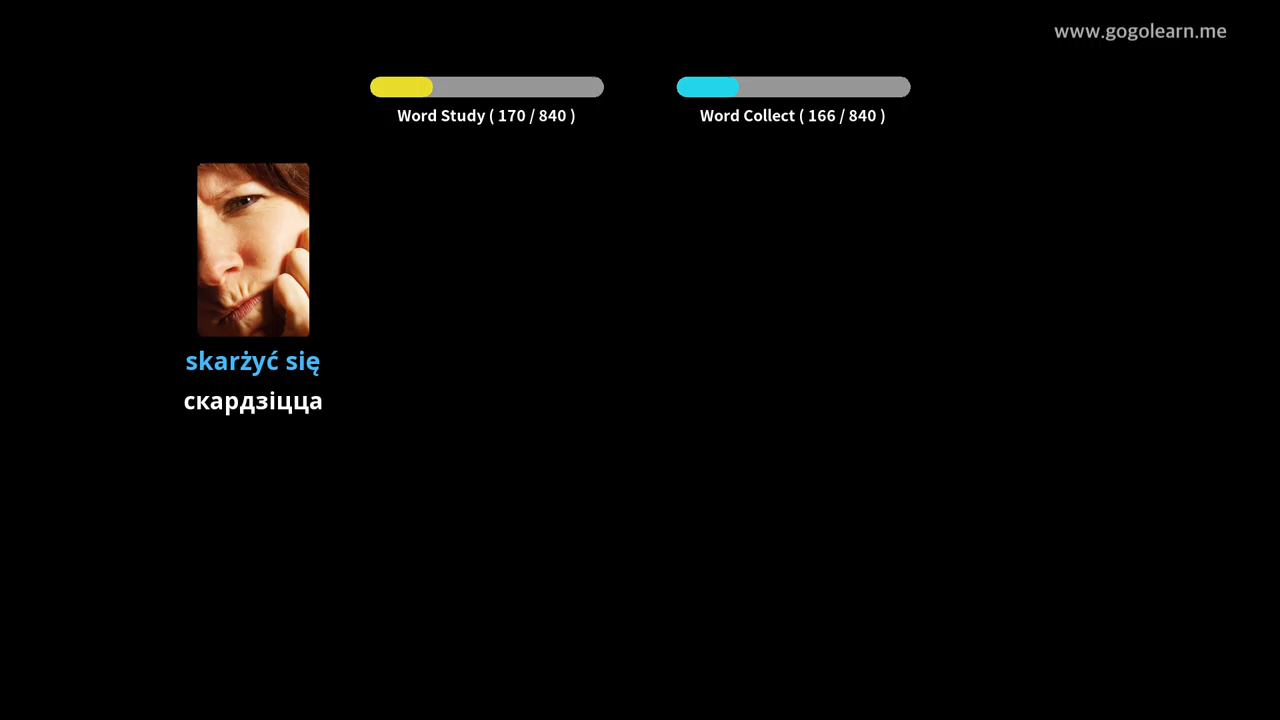 www.gogolearn.me
Word Study ( 170 / 840 )
Word Collect ( 166 / 840 )
skarżyć się
скардзіцца